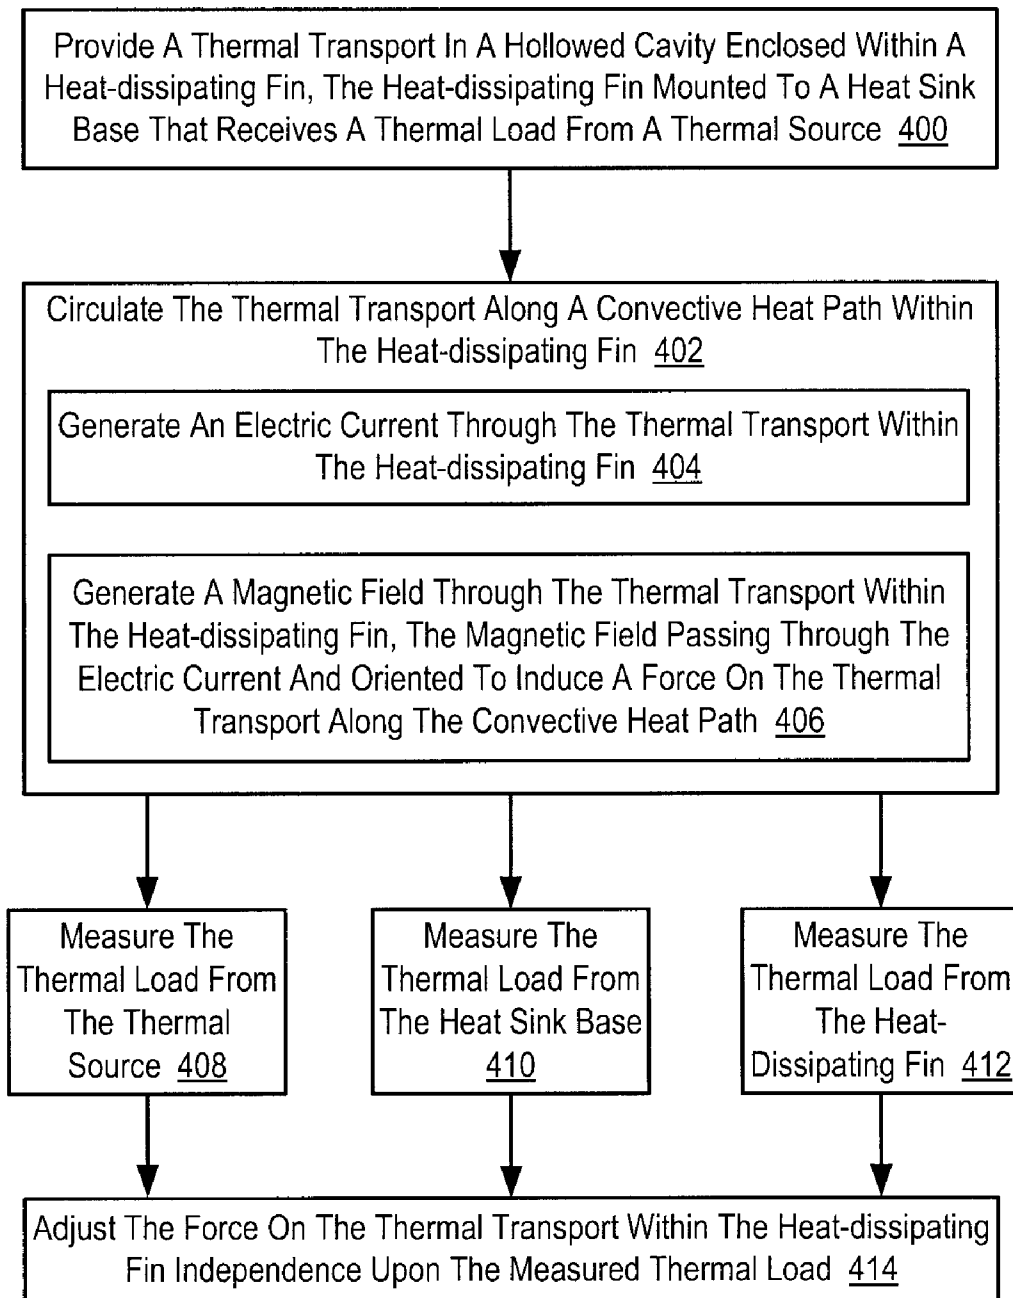 Provide A Thermal Transport In A Hollowed Cavity Enclosed Within A
Heat-dissipating Fin, The Heat-dissipating Fin Mounted To A Heat Sink
Base That Receives A Thermal Load From A Thermal Source 400
Circulate The Thermal Transport Along A Convective Heat Path Within
The Heat-dissipating Fin 402
Generate An Electric Current Through The Thermal Transport Within
The Heat-dissipating Fin 404
Generate A Magnetic Field Through The Thermal Transport Within
The Heat-dissipating Fin, The Magnetic Field Passing Through The
Electric Current And Oriented To Induce A Force On The Thermal
Transport Along The Convective Heat Path 406
Measure The
Thermal Load From
The Thermal
Source 408
Measure The
Thermal Load From
The Heat Sink Base
410
Measure The
Thermal Load From
The Heat-
Dissipating Fin 412
Adjust The Force On The Thermal Transport Within The Heat-dissipating
Fin Independence Upon The Measured Thermal Load 414